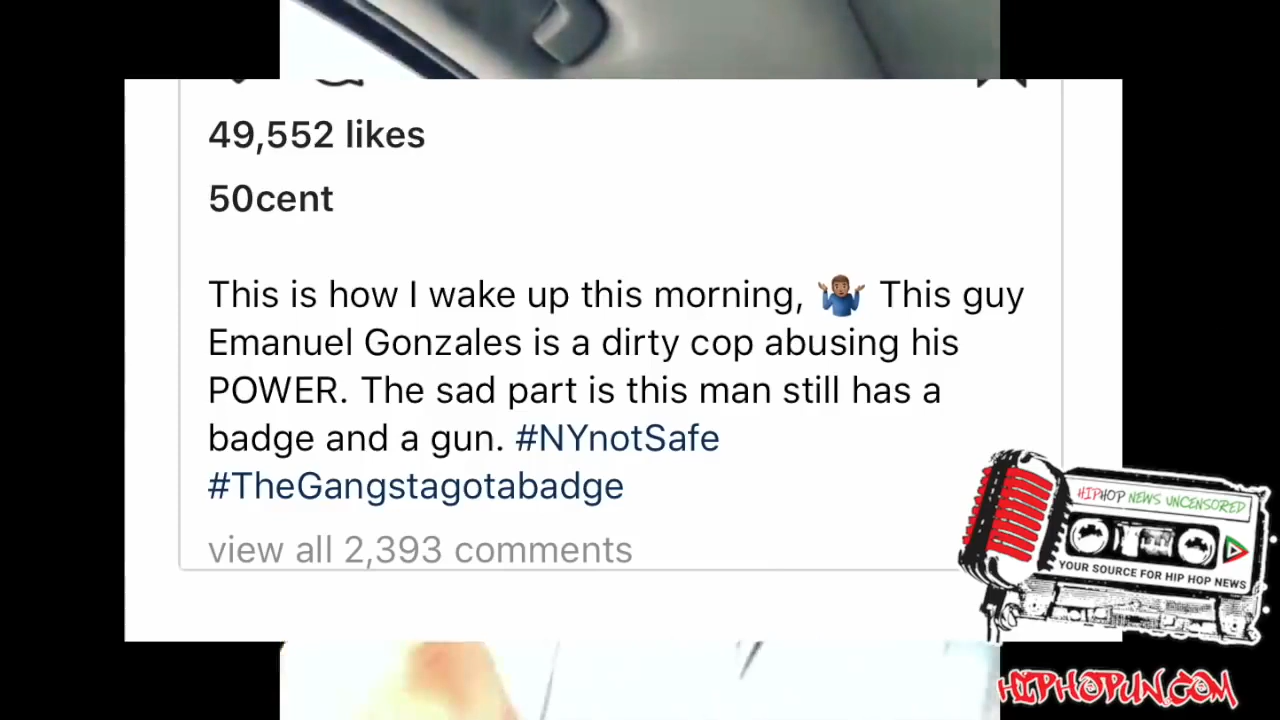 49,552 likes
50cent
This is how I wake up this morning, 🤷🏾‍♂️ This guy
Emanuel Gonzales is a dirty cop abusing his
POWER. The sad part is this man still has a
badge and a gun. #NYnotSafe
#TheGangstagotabadge
view all 2,393 comments
HIPHOP NEWS UNCENSORED
YOUR SOURCE FOR HIP HOP NEWS
HIPHOPUN.COM